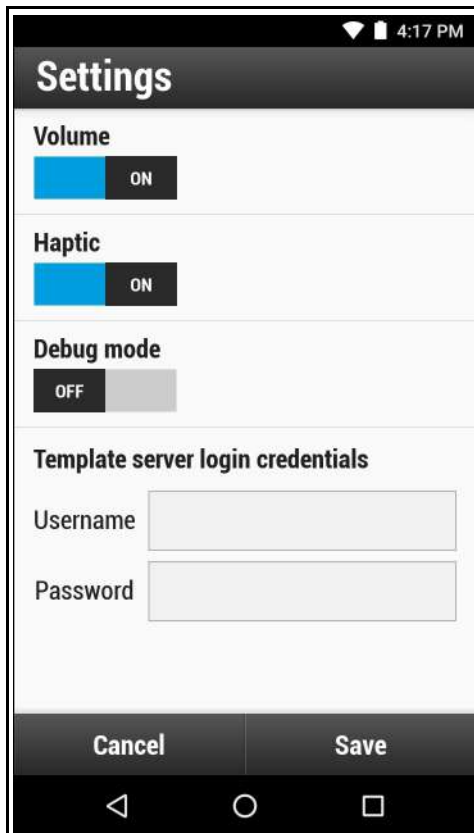 4:17 PM
Settings
Volume
ON
Haptic
ON
Debug mode
OFF
Template server login credentials
Username
Password
Cancel Save